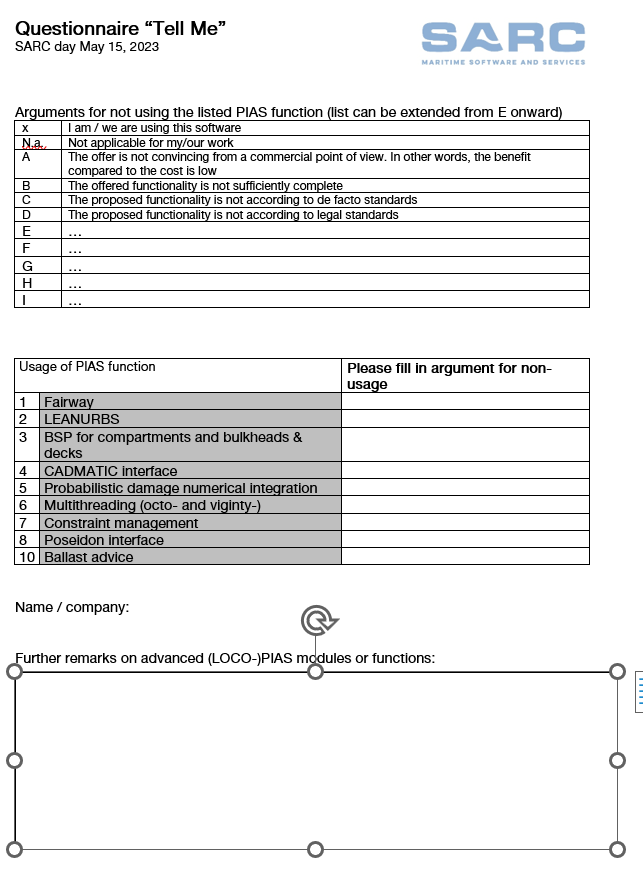 Questionnaire “Tell Me”
SARC day May 15, 2023
SARC
MARITIME SOFTWARE AND SERVICES
Arguments for not using the listed PIAS function (list can be extended from E onward)
x I am / we are using this software
N.a. Not applicable for my/our work
A The offer is not convincing from a commercial point of view. In other words, the benefit
compared to the cost is low
B The offered functionality is not sufficiently complete
C The proposed functionality is not according to de facto standards
D The proposed functionality is not according to legal standards
E ...
F ...
G ...
H ...
I ...
Usage of PIAS function Please fill in argument for non-
usage
1 Fairway
2 LEANURBS
3 BSP for compartments and bulkheads &
decks
4 CADMATIC interface
5 Probabilistic damage numerical integration
6 Multithreading (octo- and viginty-)
7 Constraint management
8 Poseidon interface
10 Ballast advice
Name / company:
Further remarks on advanced (LOCO-)PIAS modules or functions: